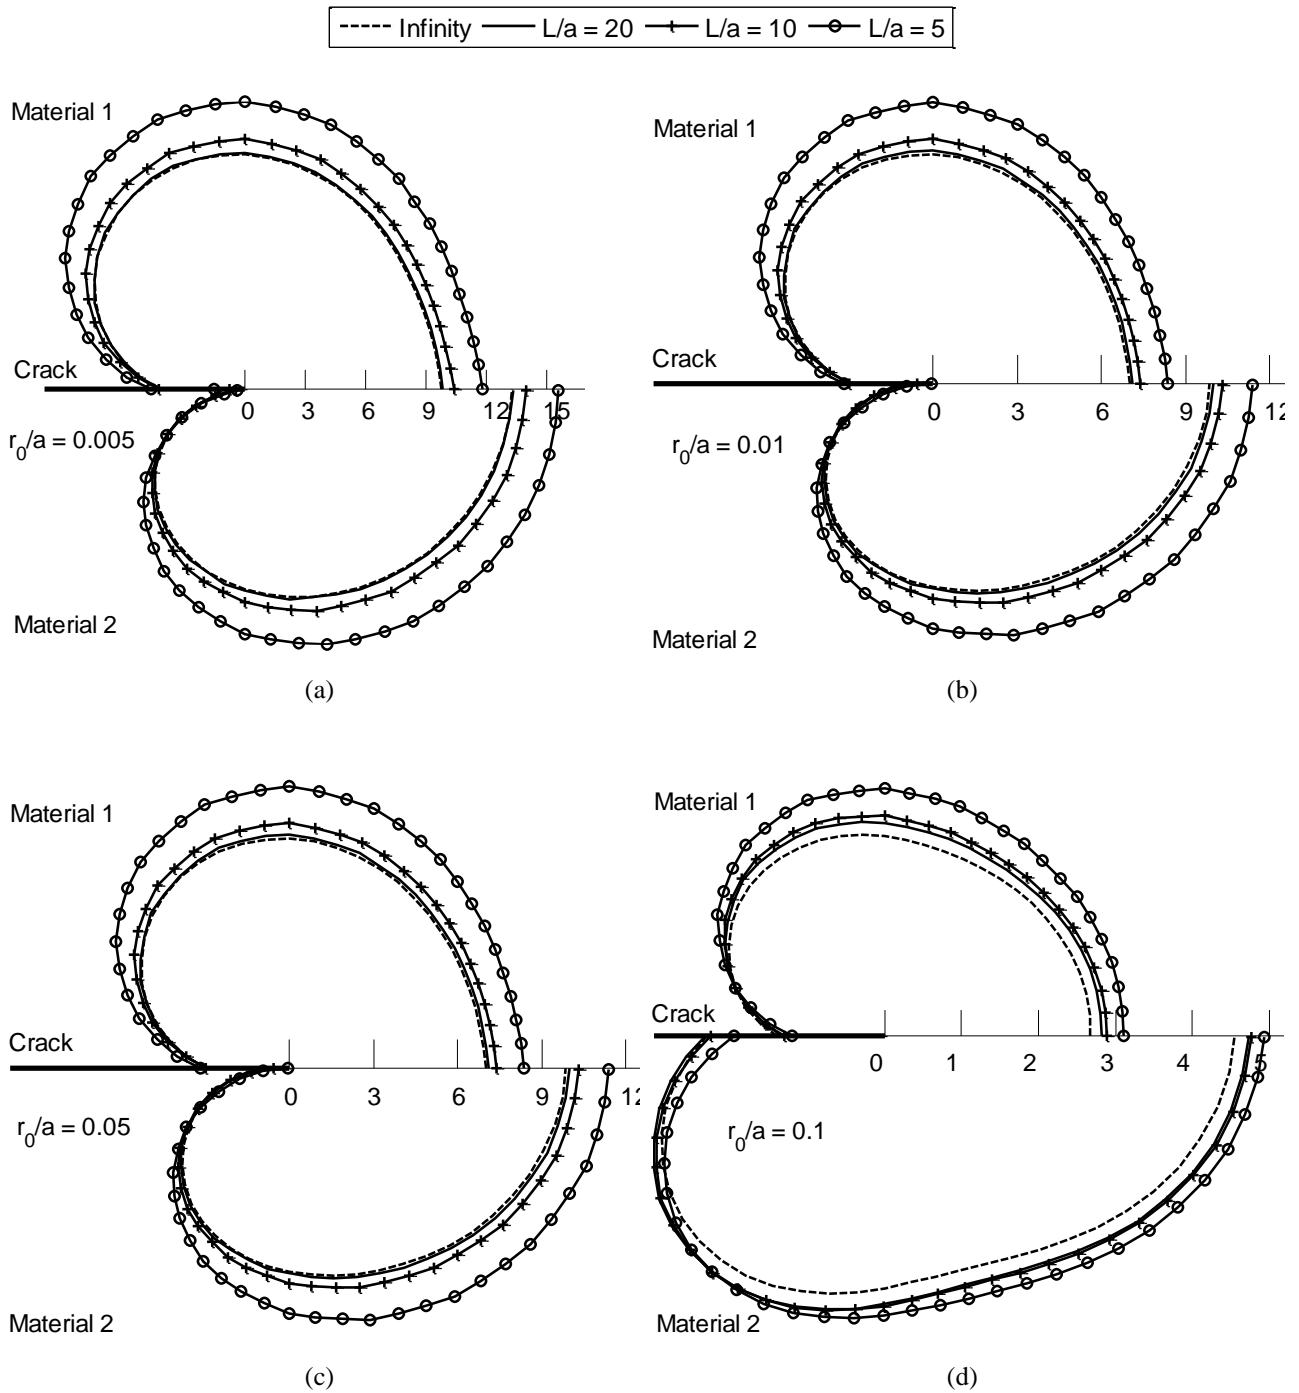 Infinity L/a = 20 L/a = 10 L/a = 5
Material 1
Crack
0 3 6 9 12 15
r0/a = 0.005
Material 2
(a)
Material 1
Crack
0 3 6 9 12
r0/a = 0.01
Material 2
(b)
Material 1
Crack
0 3 6 9 12
r0/a = 0.05
Material 2
(c)
Material 1
Crack
0 1 2 3 4 5
r0/a = 0.1
Material 2
(d)